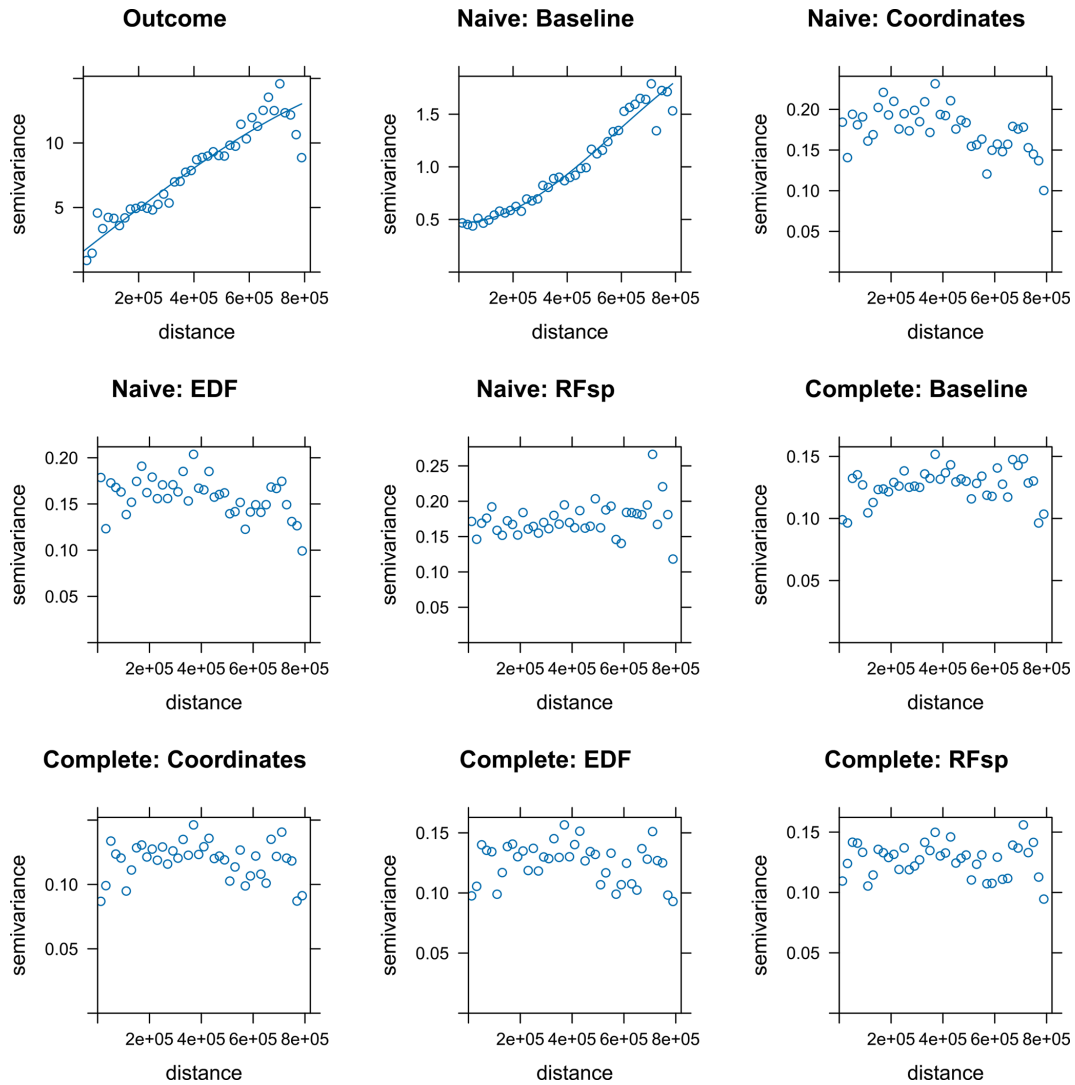 Outcome
semivariance
10
5
2e+05 4e+05 6e+05 8e+05
distance
Naive: Baseline
semivariance
1.5
1.0
0.5
2e+05 4e+05 6e+05 8e+05
distance
Naive: Coordinates
semivariance
0.20
0.15
0.10
0.05
2e+05 4e+05 6e+05 8e+05
distance
Naive: EDF
semivariance
0.20
0.15
0.10
0.05
2e+05 4e+05 6e+05 8e+05
distance
Naive: RFsp
semivariance
0.25
0.20
0.15
0.10
0.05
2e+05 4e+05 6e+05 8e+05
distance
Complete: Baseline
semivariance
0.15
0.10
0.05
2e+05 4e+05 6e+05 8e+05
distance
Complete: Coordinates
semivariance
0.10
0.05
2e+05 4e+05 6e+05 8e+05
distance
Complete: EDF
semivariance
0.15
0.10
0.05
2e+05 4e+05 6e+05 8e+05
distance
Complete: RFsp
semivariance
0.15
0.10
0.05
2e+05 4e+05 6e+05 8e+05
distance